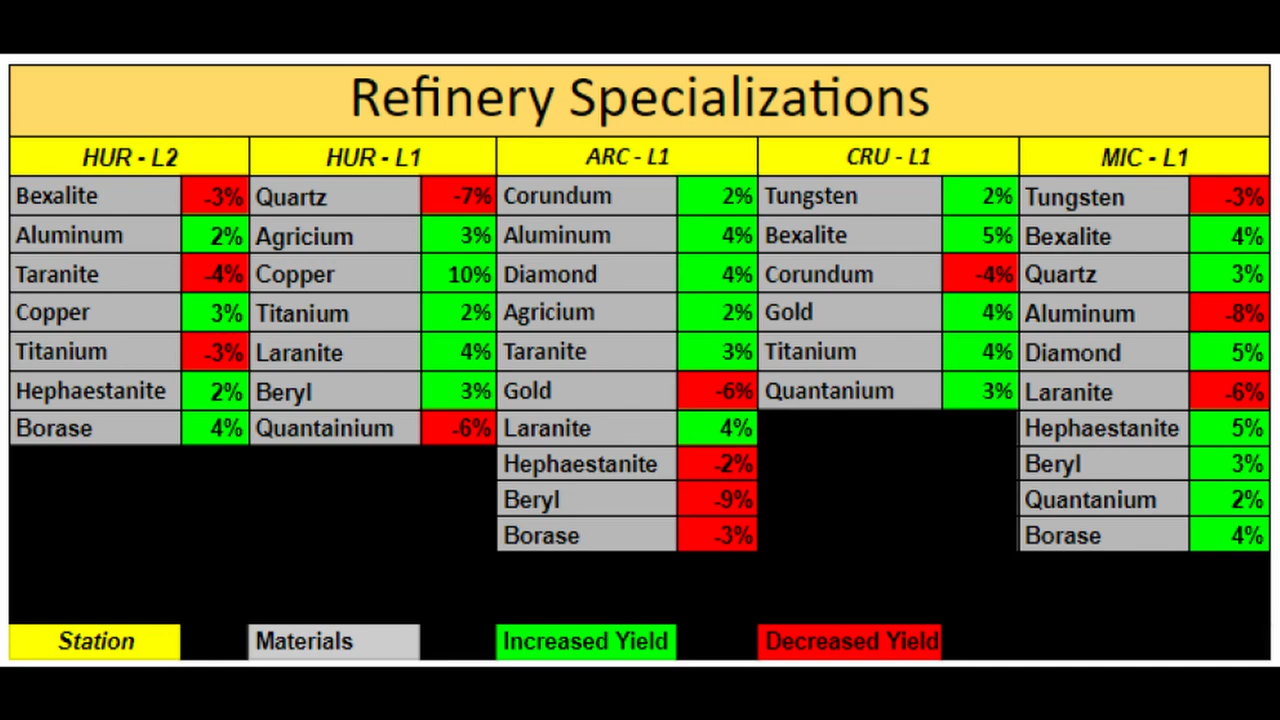 Refinery Specializations
HUR - L2 HUR - L1 ARC - L1 CRU - L1 MIC - L1
Bexalite -3% Quartz -7% Corundum 2% Tungsten 2% Tungsten -3%
Aluminum 2% Agricium 3% Aluminum 4% Bexalite 5% Bexalite 4%
Taranite -4% Copper 10% Diamond 4% Corundum -4% Quartz 3%
Copper 3% Titanium 2% Agricium 2% Gold 4% Aluminum -8%
Titanium -3% Laranite 4% Taranite 3% Titanium 4% Diamond 5%
Hephaestanite 2% Beryl 3% Gold -6% Quantanium 3% Laranite -6%
Borase 4% Quantainium -6% Laranite 4% Hephaestanite 5%
Hephaestanite -2% Beryl 3%
Beryl -9% Quantanium 2%
Borase -3% Borase 4%
Station Materials Increased Yield Decreased Yield